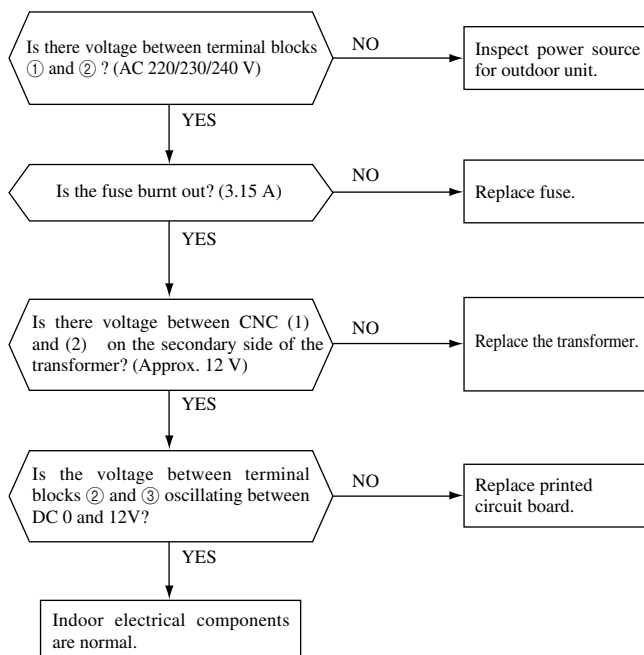 Is there voltage between terminal blocks
① and ② ? (AC 220/230/240 V)
NO
Inspect power source
for outdoor unit.
YES
Is the fuse burnt out? (3.15 A)
NO
Replace fuse.
YES
Is there voltage between CNC (1)
and (2) on the secondary side of the
transformer? (Approx. 12 V)
NO
Replace the transformer.
YES
Is the voltage between terminal
blocks ② and ③ oscillating between
DC 0 and 12V?
NO
Replace printed
circuit board.
YES
Indoor electrical components
are normal.